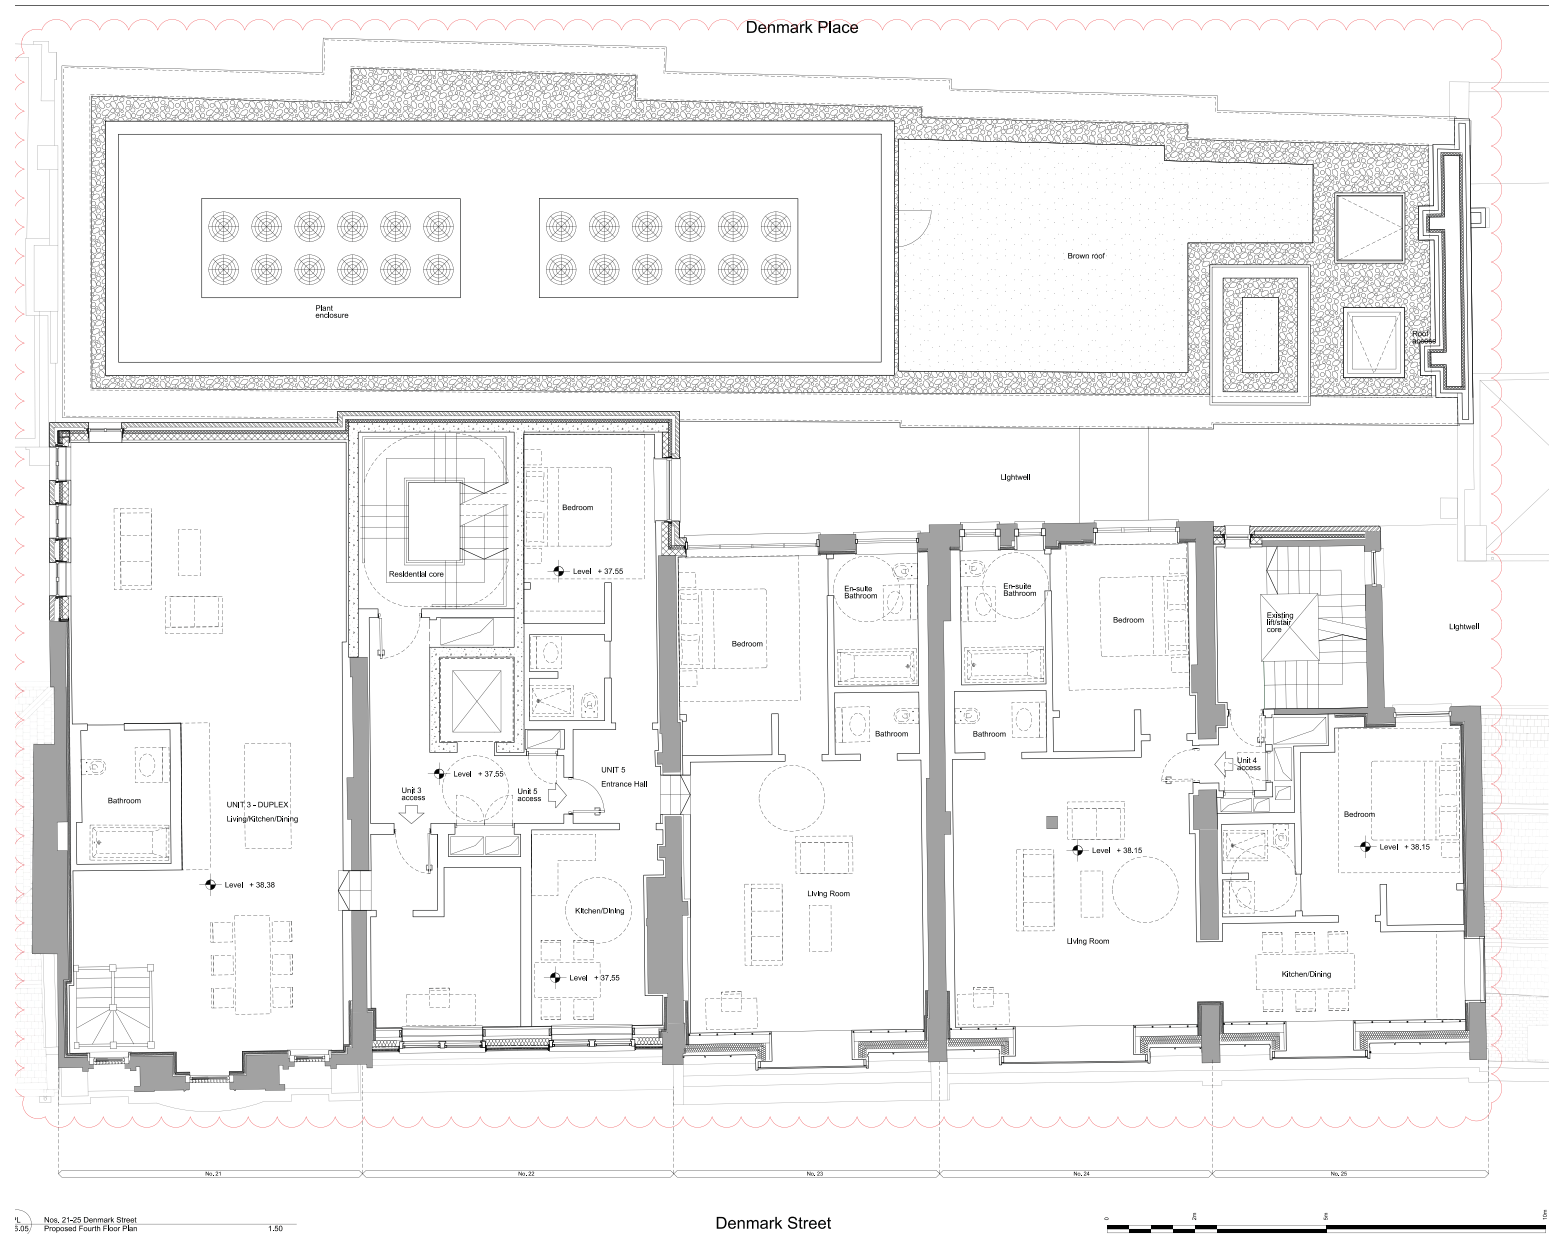 Denmark Place
Plant
enclosure
Brown roof
Roof
access
Lightwell
Bedroom
Level + 37.55
Residential core
En-suite
Bathroom
En-suite
Bathroom
Bedroom
Bedroom
Existing
lift/stair
core
Lightwell
Bathroom
Bathroom
Level + 37.55
UNIT 5
Entrance Hall
Unit 3
access
Unit 5
access
Unit 4
access
Bathroom
UNIT 3 - DUPLEX
Living/Kitchen/Dining
Bedroom
Level + 38.15
Level + 38.15
Level + 38.38
Living Room
Kitchen/Dining
Living Room
Level + 37.55
Kitchen/Dining
No. 21
No. 22
No. 23
No. 24
No. 25
Nos. 21-25 Denmark Street
Proposed Fourth Floor Plan 1.50
Denmark Street
0 2m 5m 10m